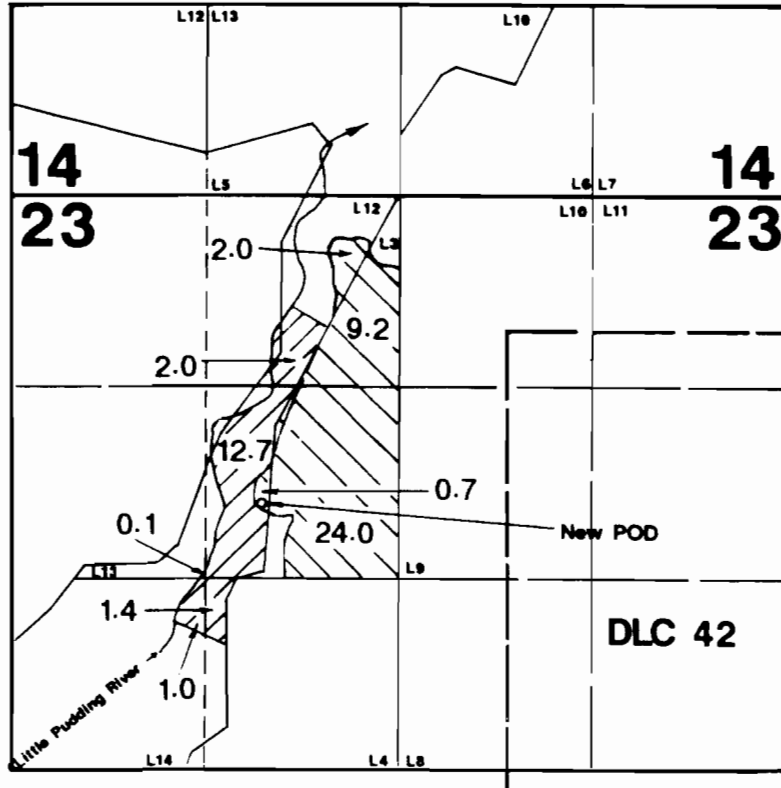 L12 L13
L10
14
14
L5
L6 L7
23
L12
L10 L11
23
L3
2.0
9.2
2.0
12.7
0.7
0.1
24.0
New POD
L13
L9
1.4
DLC 42
1.0
Little Pudding River
L14
L4 L8